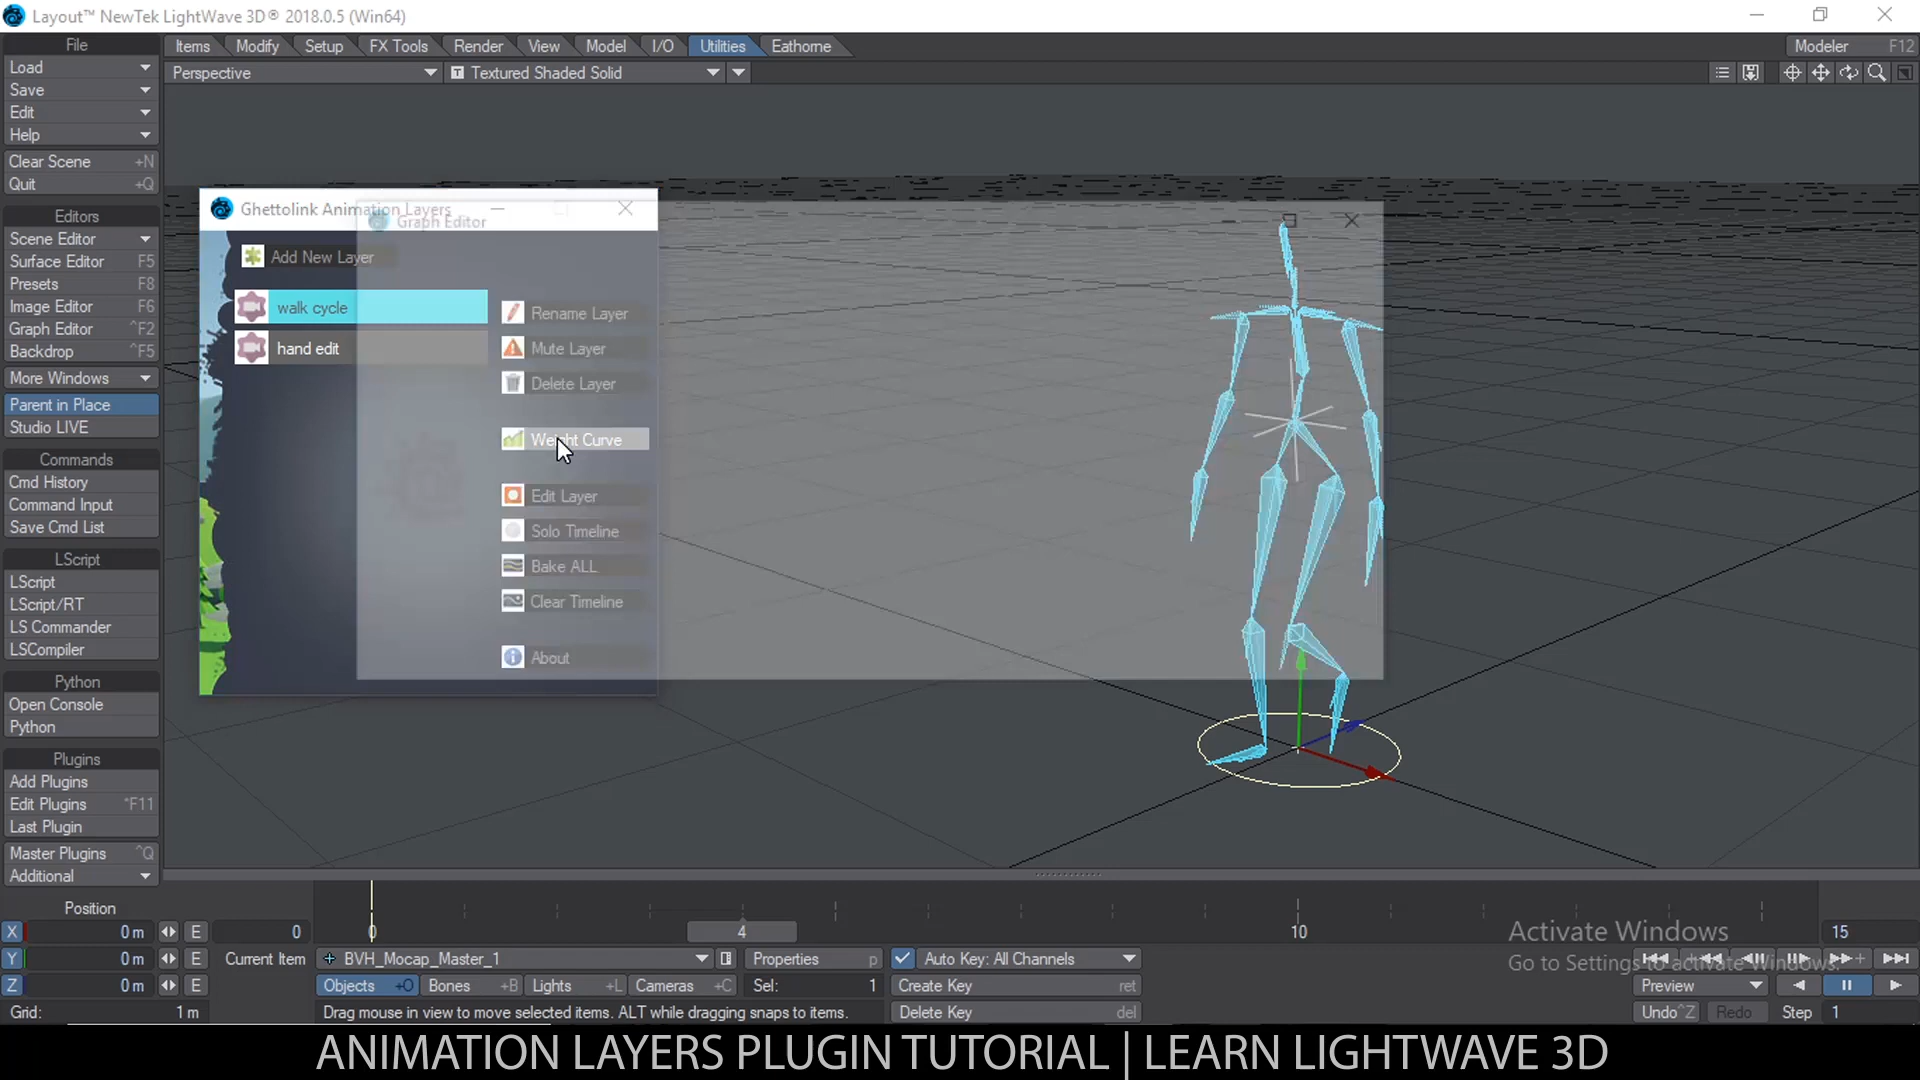 Layout™ NewTek LightWave 3D® 2018.0.5 (Win64)
File
Items Modify Setup FX Tools Render View Model I/O Utilities Eathorne Modeler F12
Load
Perspective T Textured Shaded Solid
Save
Edit
Help
Clear Scene +N
Quit +Q
Editors
Scene Editor
Surface Editor F5
Presets F8
Image Editor F6
Graph Editor ^F2
Backdrop ^F5
More Windows
Parent in Place
Studio LIVE
Commands
Cmd History
Command Input
Save Cmd List
LScript
LScript
LScript/RT
LS Commander
LSCompiler
Python
Open Console
Python
Plugins
Add Plugins
Edit Plugins ^F11
Last Plugin
Master Plugins ^Q
Additional
Ghettolink Animation Layers
Graph Editor
Add New Layer
walk cycle
hand edit
Rename Layer
Mute Layer
Delete Layer
Weight Curve
Edit Layer
Solo Timeline
Bake ALL
Clear Timeline
About
Position
X 0 m E 0 0 4 10 15
Y 0 m E Current Item BVH_Mocap_Master_1 Properties p Auto Key: All Channels
Z 0 m E Objects +O Bones +B Lights +L Cameras +C Sel: 1 Create Key ret Preview
Grid: 1 m Drag mouse in view to move selected items. ALT while dragging snaps to items. Delete Key del Undo ^Z Redo Step 1
Activate Windows
Go to Settings to activate Windows.
ANIMATION LAYERS PLUGIN TUTORIAL | LEARN LIGHTWAVE 3D